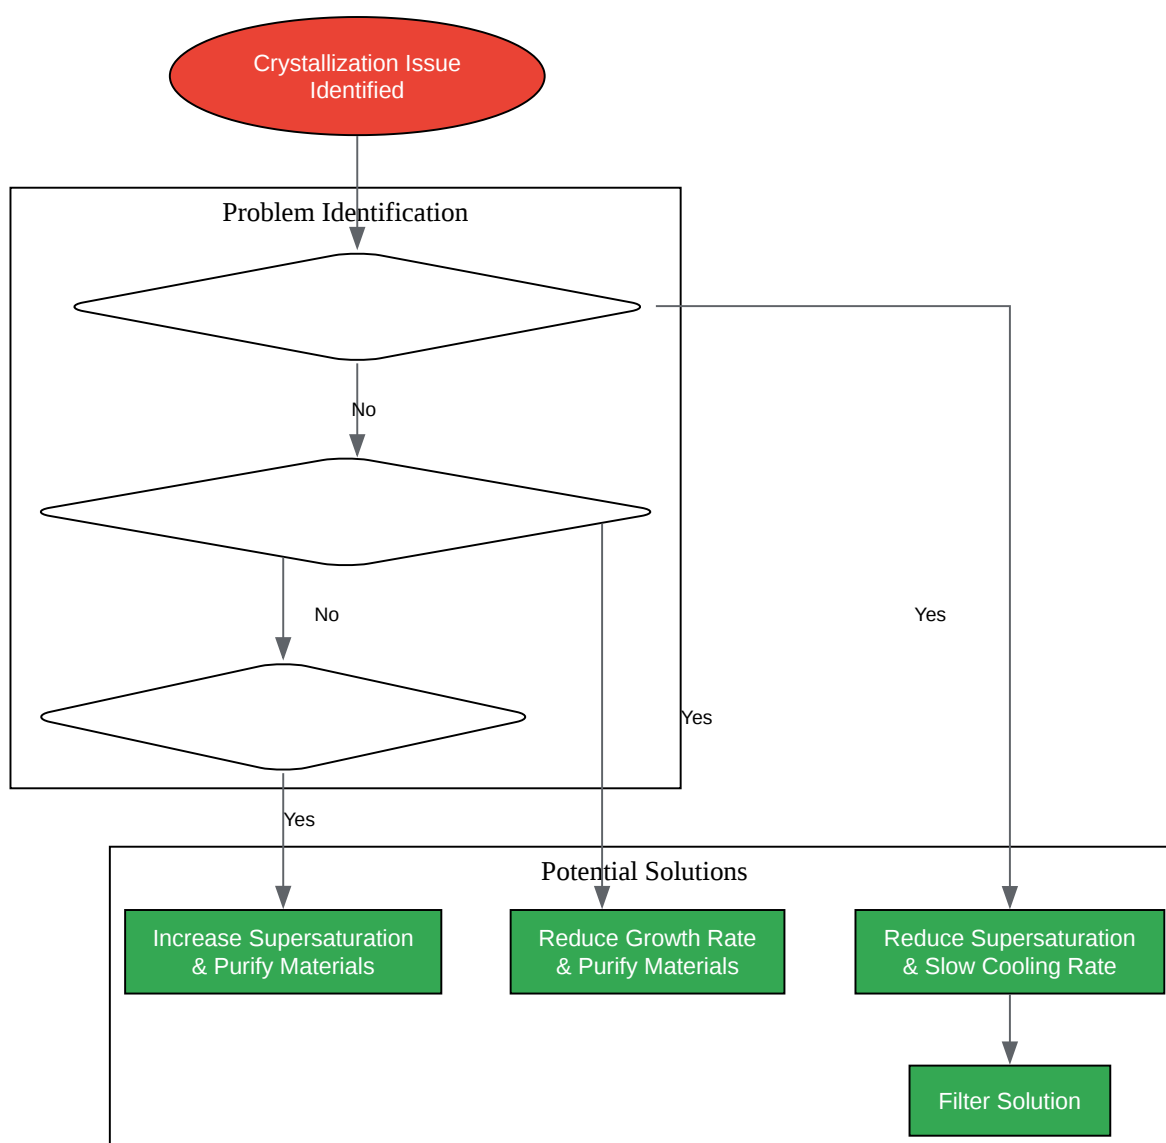 Crystallization Issue
Identified
Problem Identification
No
No
Yes
Yes
Yes
Potential Solutions
Increase Supersaturation
& Purify Materials
Reduce Growth Rate
& Purify Materials
Reduce Supersaturation
& Slow Cooling Rate
Filter Solution